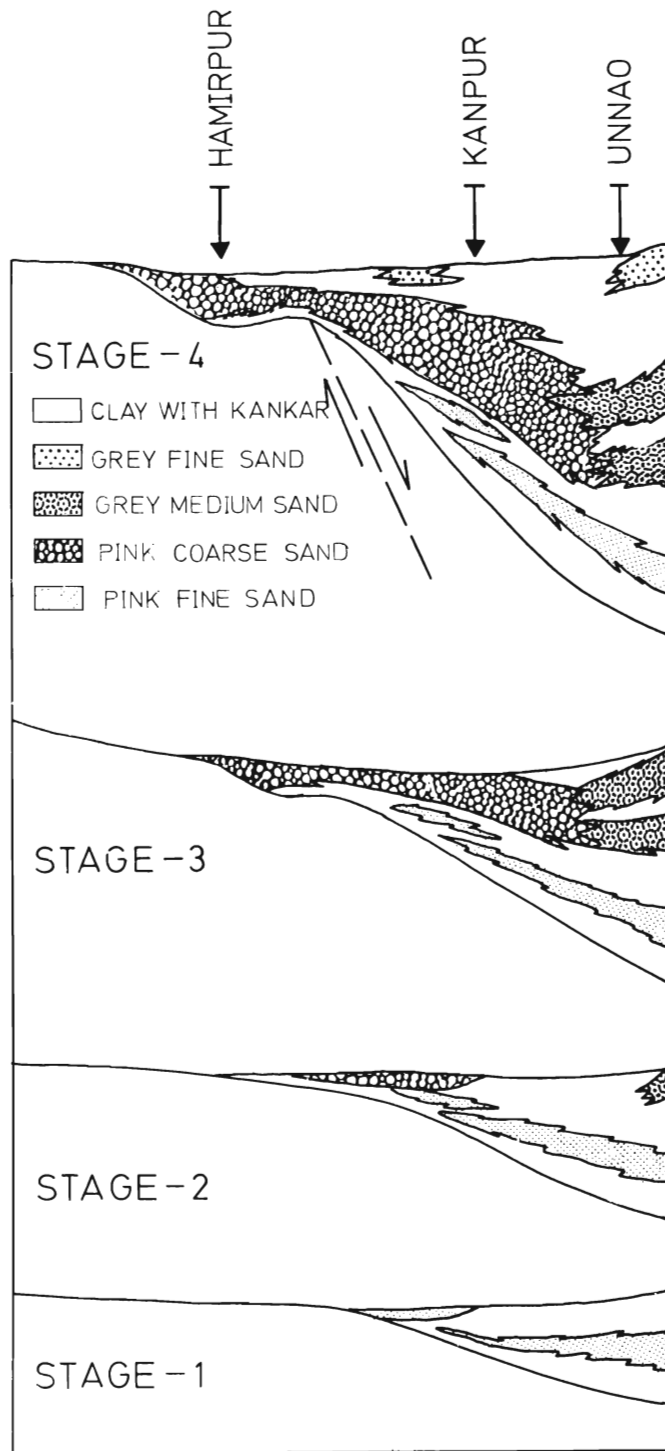 HAMIRPUR
KANPUR
UNNAO
STAGE-4
CLAY WITH KANKAR
GREY FINE SAND
GREY MEDIUM SAND
PINK COARSE SAND
PINK FINE SAND
STAGE-3
STAGE-2
STAGE-1